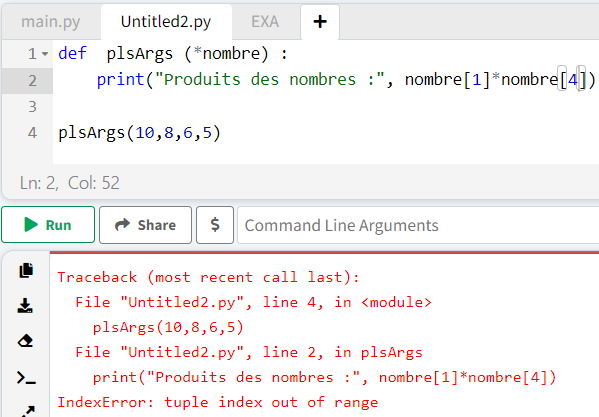 main.py Untitled2.py EXA +
1 def  plsArgs (*nombre) :
2     print("Produits des nombres :", nombre[1]*nombre[4])
3
4 plsArgs(10,8,6,5)
Ln: 2,  Col: 52
Run Share $ Command Line Arguments
Traceback (most recent call last):
  File "Untitled2.py", line 4, in <module>
    plsArgs(10,8,6,5)
  File "Untitled2.py", line 2, in plsArgs
    print("Produits des nombres :", nombre[1]*nombre[4])
IndexError: tuple index out of range